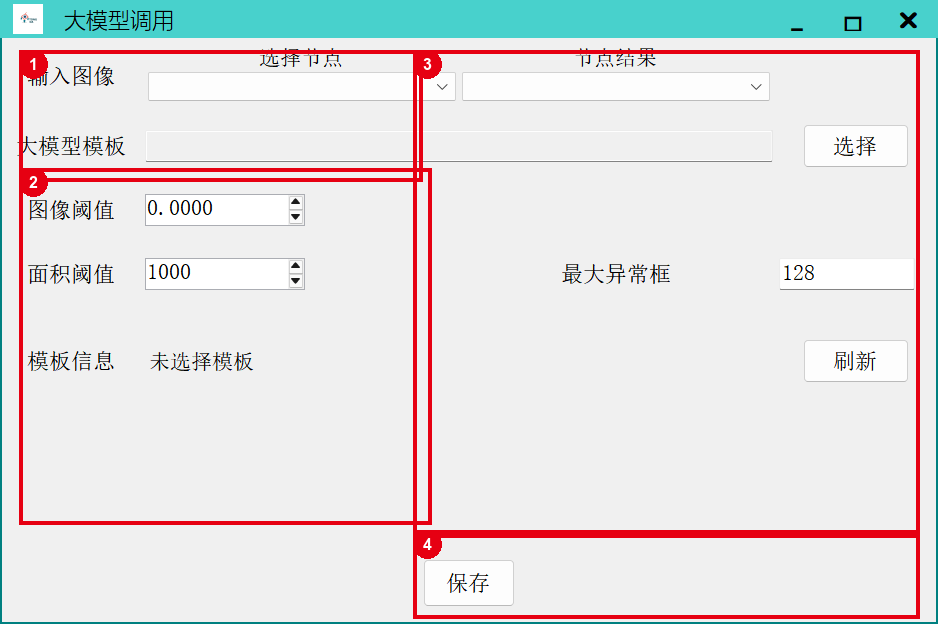 大模型调用
1
选择节点
3
节点结果
输入图像
大模型模板
选择
2
图像阈值
0.0000
面积阈值
1000
最大异常框
128
模板信息
未选择模板
刷新
4
保存